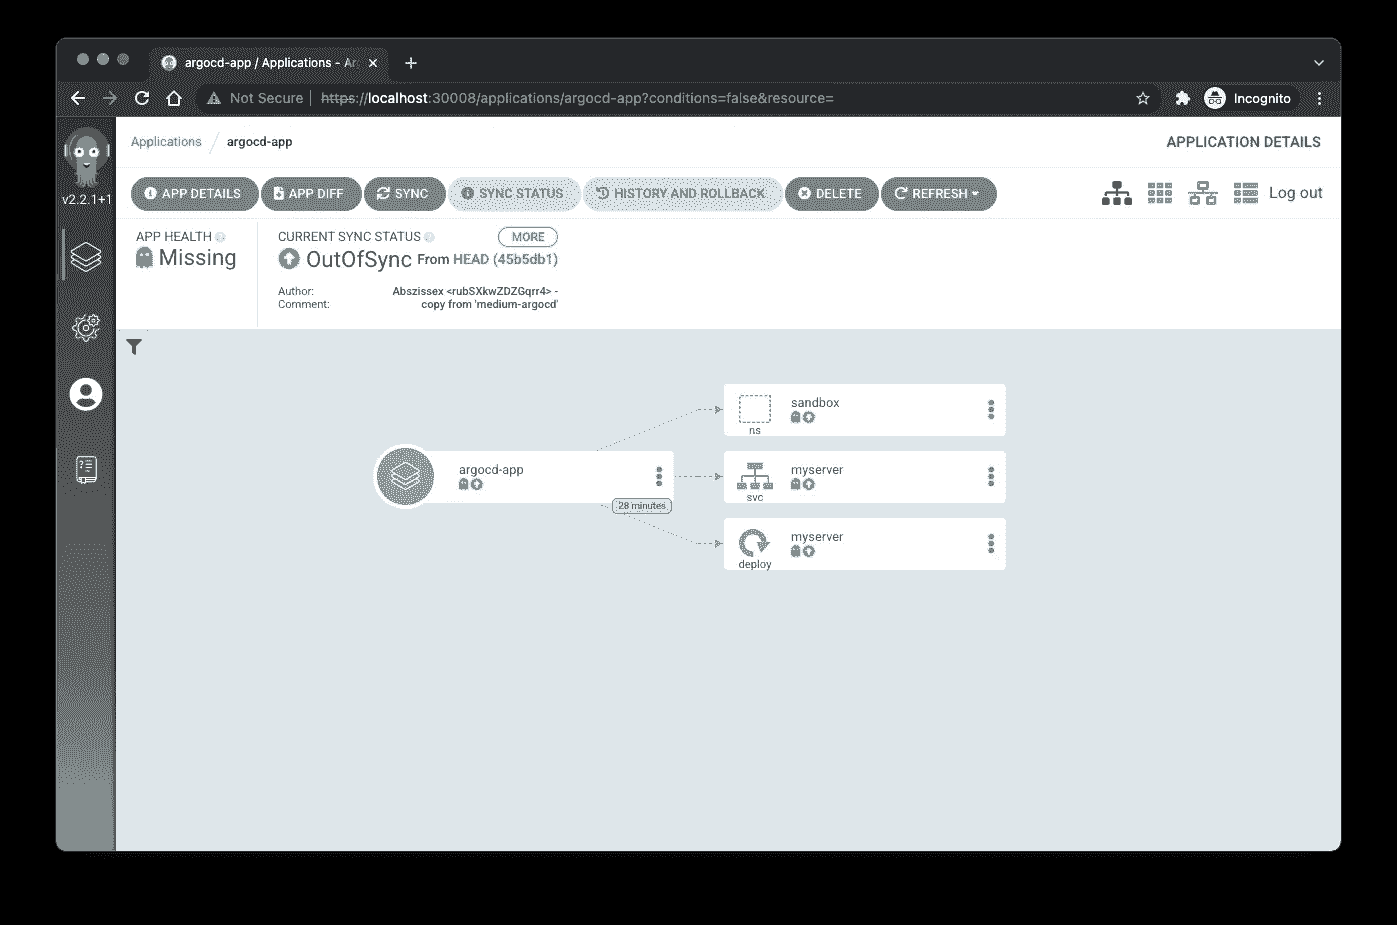 argocd-app / Applications - Ar
Not Secure | https://localhost:30008/applications/argocd-app?conditions=false&resource=
Incognito
v2.2.1+1
Applications / argocd-app
APPLICATION DETAILS
APP DETAILS
APP DIFF
SYNC
SYNC STATUS
HISTORY AND ROLLBACK
DELETE
REFRESH
Log out
APP HEALTH
Missing
CURRENT SYNC STATUS
MORE
OutOfSync From HEAD (45b5db1)
Author: Abszissex <rubSXkwZDZGqrr4> -
Comment: copy from 'medium-argocd'
argocd-app
28 minutes
sandbox
ns
myserver
svc
myserver
deploy